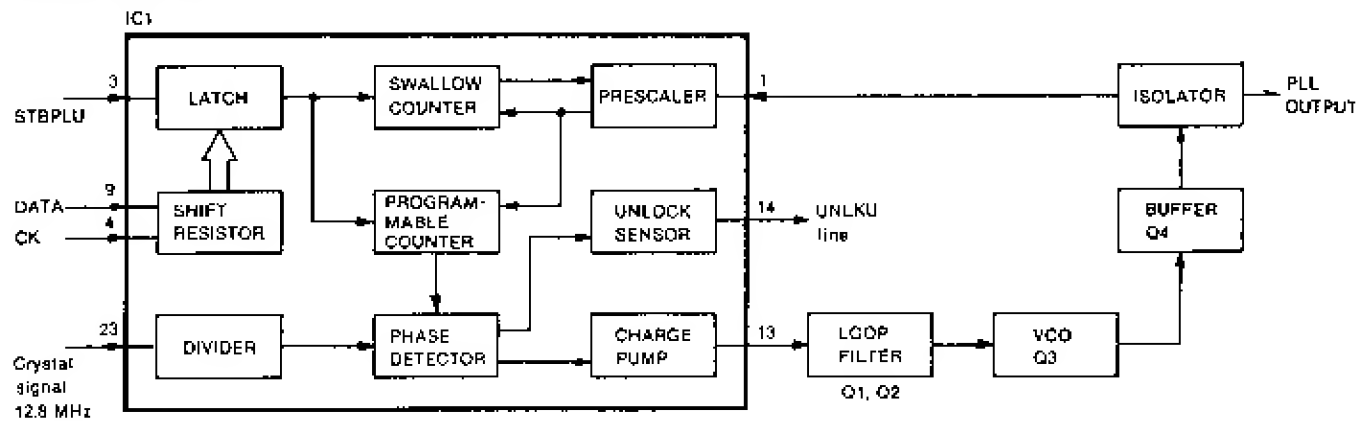 IC1
3
LATCH
SWALLOW
COUNTER
PRESCALER
1
ISOLATOR
PLL
OUTPUT
STBPLU
DATA
9
CK
4
SHIFT
RESISTOR
PROGRAM-
MABLE
COUNTER
UNLOCK
SENSOR
14
UNLKU
line
BUFFER
Q4
23
Crystal
signal
12.8 MHz
DIVIDER
PHASE
DETECTOR
CHARGE
PUMP
13
LOOP
FILTER
Q1, Q2
VCO
Q3